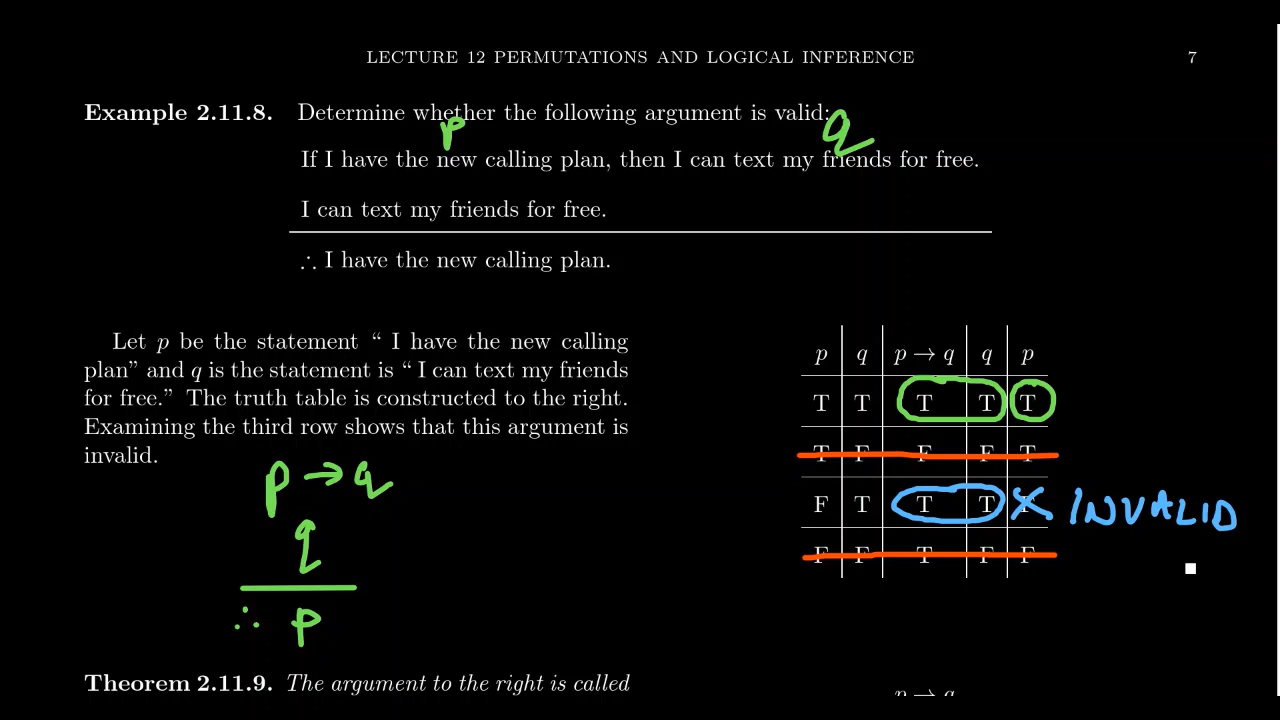 LECTURE 12 PERMUTATIONS AND LOGICAL INFERENCE 7
Example 2.11.8. Determine whether the following argument is valid:
p q
If I have the new calling plan, then I can text my friends for free.
I can text my friends for free.
∴ I have the new calling plan.
Let p be the statement “ I have the new calling
plan” and q is the statement is “ I can text my friends
for free.” The truth table is constructed to the right.
Examining the third row shows that this argument is
invalid.
p → q
q
∴ p
p q p → q q p
T T T T T
T F F F T
F T T T F INVALID
F F T F F
Theorem 2.11.9. The argument to the right is called
p → q